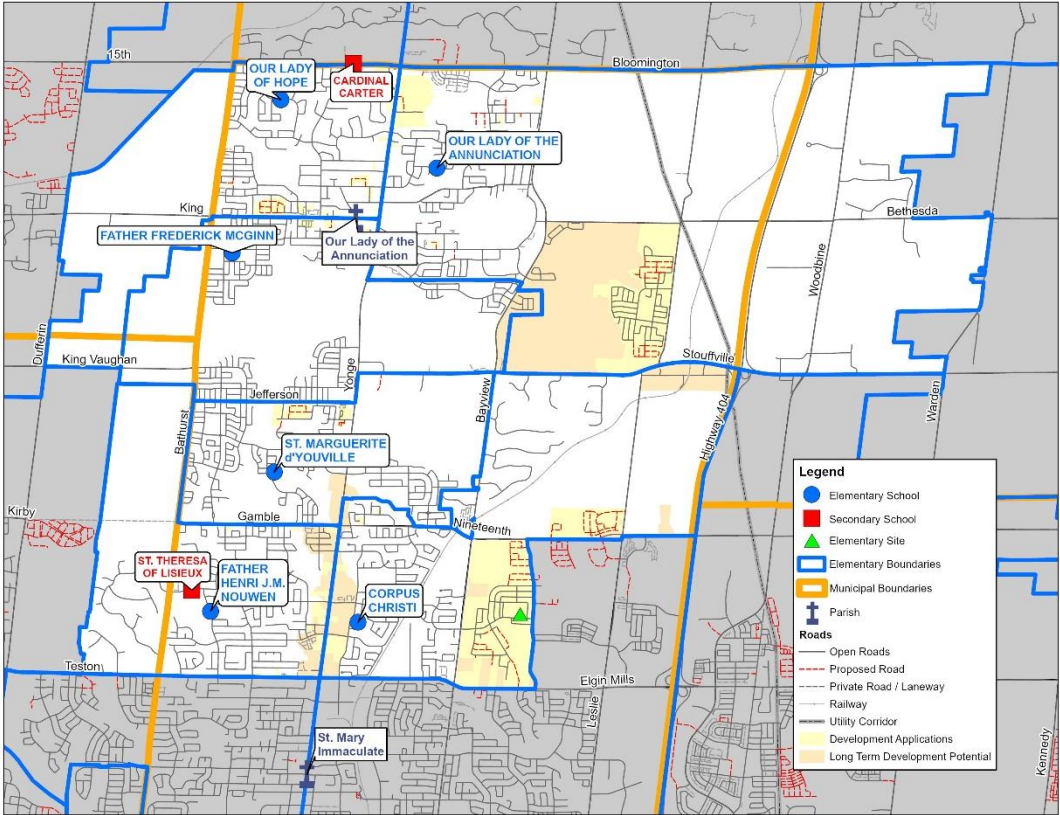 15th
Bloomington
OUR LADY
OF HOPE
CARDINAL
CARTER
OUR LADY OF THE
ANNUNCIATION
King
Bethesda
FATHER FREDERICK MCGINN
Our Lady of the
Annunciation
Woodbine
Dufferin
King Vaughan
Yonge
Stouffville
Jefferson
Bayview
Highway 404
Warden
Bathurst
ST. MARGUERITE
d'YOUVILLE
Kirby
Gamble
Nineteenth
ST. THERESA
OF LISIEUX
FATHER
HENRI J.M.
NOUWEN
CORPUS
CHRISTI
Teston
Elgin Mills
Leslie
St. Mary
Immaculate
Kennedy
Legend
Elementary School
Secondary School
Elementary Site
Elementary Boundaries
Municipal Boundaries
Parish
Roads
Open Roads
Proposed Road
Private Road / Laneway
Railway
Utility Corridor
Development Applications
Long Term Development Potential